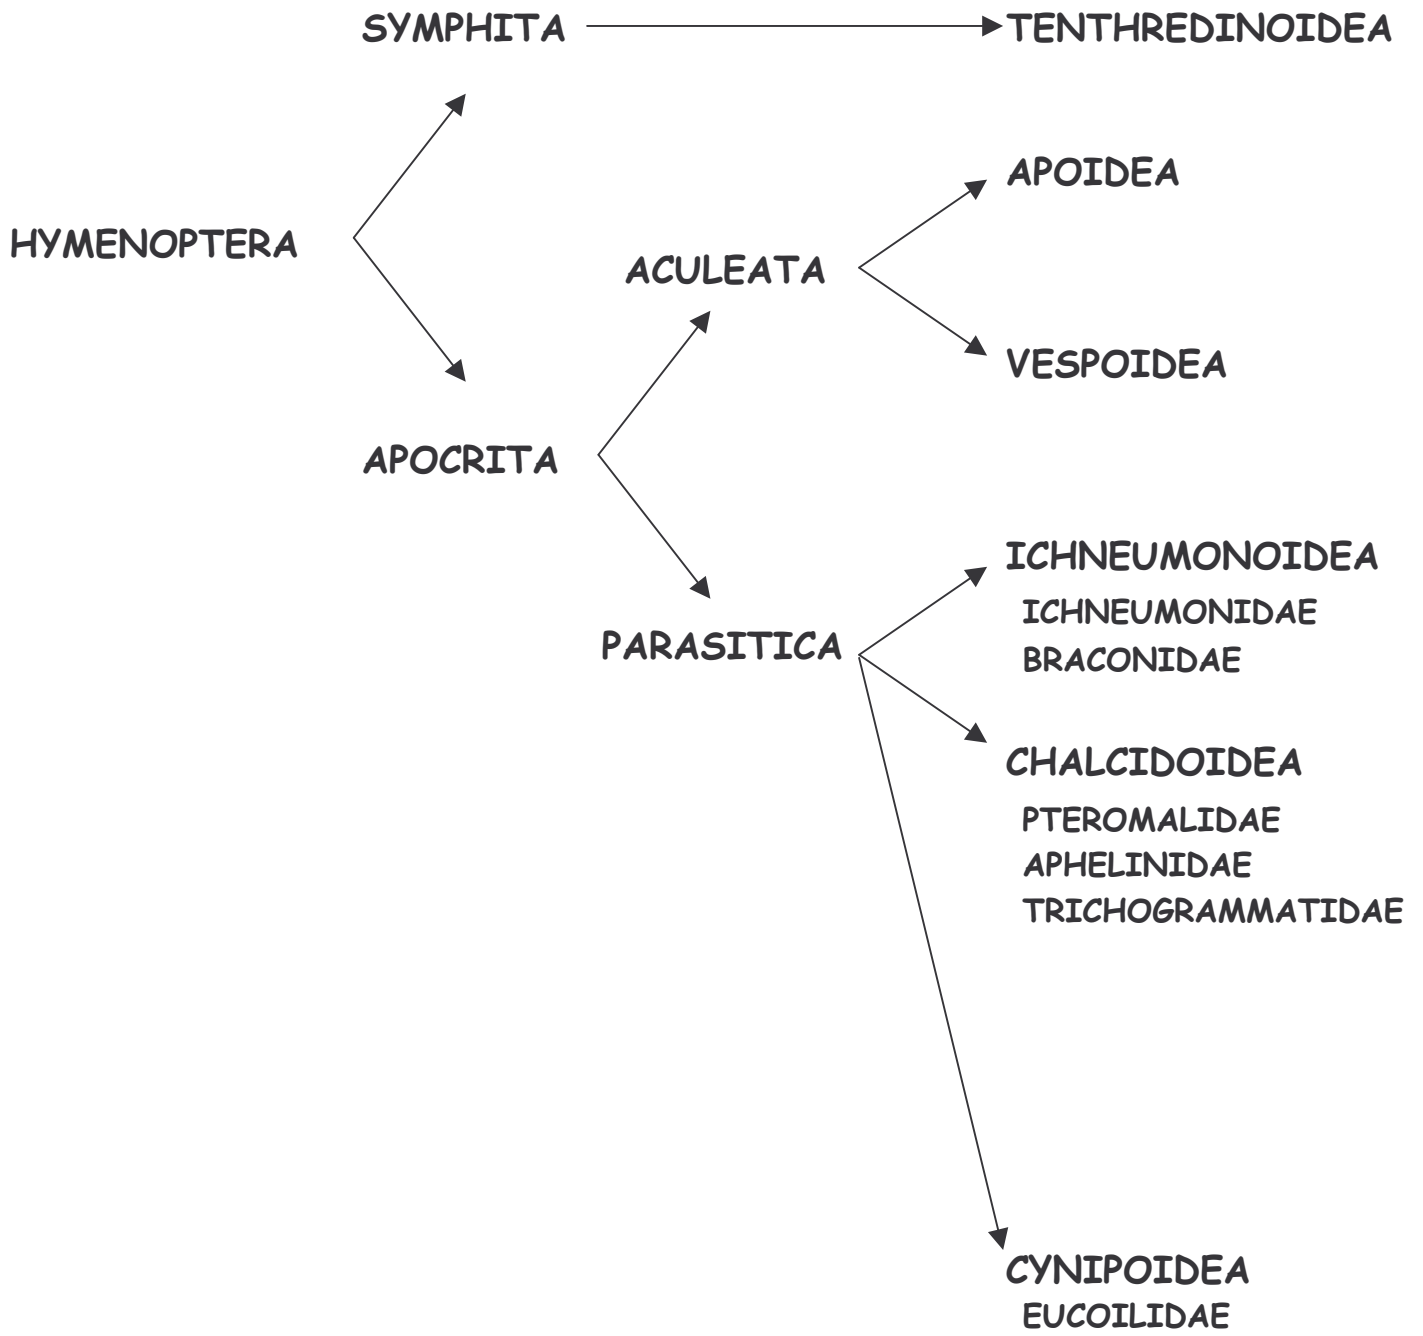 SYMPHITA
TENTHREDINOIDEA
APOIDEA
HYMENOPTERA
ACULEATA
VESPOIDEA
APOCRITA
ICHNEUMONOIDEA
ICHNEUMONIDAE
PARASITICA
BRACONIDAE
CHALCIDOIDEA
PTEROMALIDAE
APHELINIDAE
TRICHOGRAMMATIDAE
CYNIPOIDEA
EUCOILIDAE